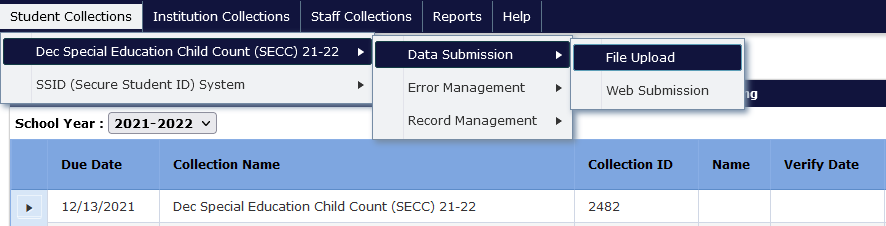 Student Collections Institution Collections Staff Collections Reports Help
Dec Special Education Child Count (SECC) 21-22 Data Submission File Upload
SSID (Secure Student ID) System Error Management Web Submission
School Year : 2021-2022 Record Management
Due Date Collection Name Collection ID Name Verify Date
12/13/2021 Dec Special Education Child Count (SECC) 21-22 2482